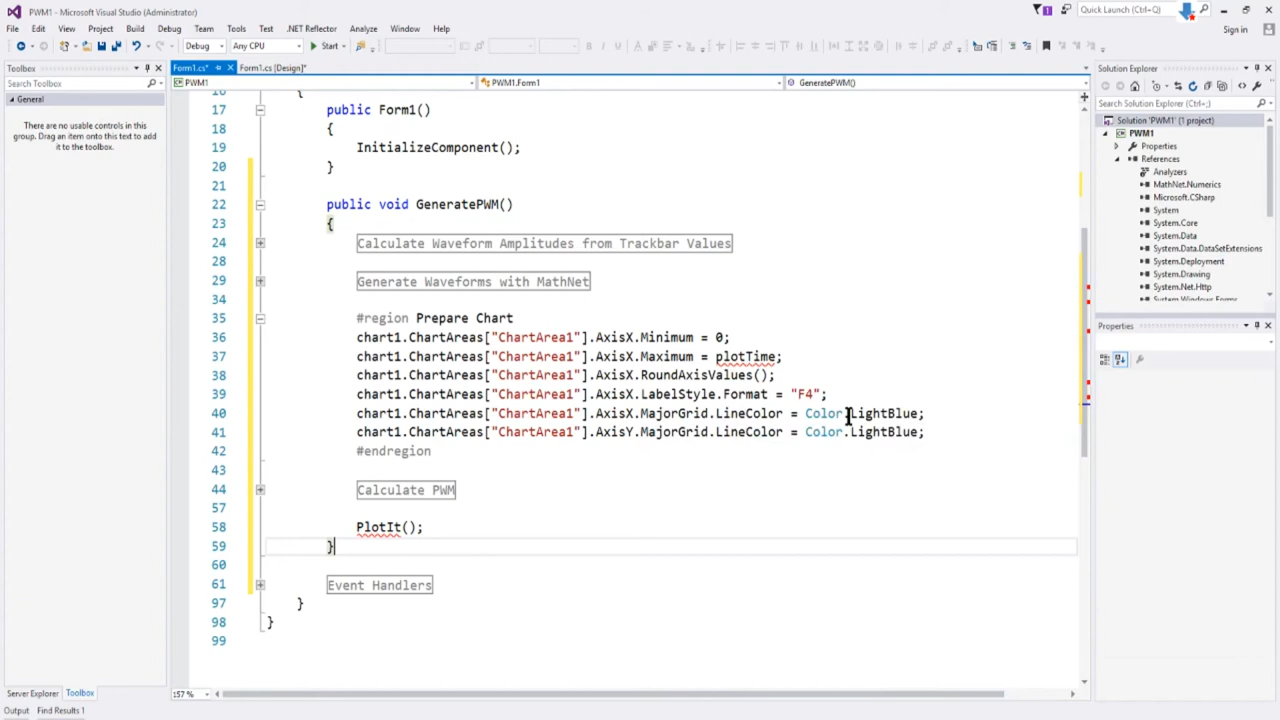 PWM1 - Microsoft Visual Studio (Administrator)
1
Quick Launch (Ctrl+Q)
File Edit View Project Build Debug Team Tools Test .NET Reflector Analyze Window Help
Sign in
Debug Any CPU Start
Toolbox
Form1.cs* Form1.cs [Design]*
Solution Explorer
Search Toolbox
PWM1 PWM1.Form1 GeneratePWM()
General
There are no usable controls in this
group. Drag an item onto this text to add
it to the toolbox.
Search Solution Explorer (Ctrl+;)
Solution 'PWM1' (1 project)
PWM1
Properties
References
Analyzers
MathNet.Numerics
Microsoft.CSharp
System
System.Core
System.Data
System.Data.DataSetExtensions
System.Deployment
System.Drawing
System.Net.Http
System.Windows.Forms
Properties
16 {
17 public Form1()
18 {
19 InitializeComponent();
20 }
21
22 public void GeneratePWM()
23 {
24 Calculate Waveform Amplitudes from Trackbar Values
28
29 Generate Waveforms with MathNet
34
35 #region Prepare Chart
36 chart1.ChartAreas["ChartArea1"].AxisX.Minimum = 0;
37 chart1.ChartAreas["ChartArea1"].AxisX.Maximum = plotTime;
38 chart1.ChartAreas["ChartArea1"].AxisX.RoundAxisValues();
39 chart1.ChartAreas["ChartArea1"].AxisX.LabelStyle.Format = "F4";
40 chart1.ChartAreas["ChartArea1"].AxisX.MajorGrid.LineColor = Color.LightBlue;
41 chart1.ChartAreas["ChartArea1"].AxisY.MajorGrid.LineColor = Color.LightBlue;
42 #endregion
43
44 Calculate PWM
57
58 PlotIt();
59 }
60
61 Event Handlers
97 }
98 }
99
157 %
Server Explorer Toolbox
Output Find Results 1